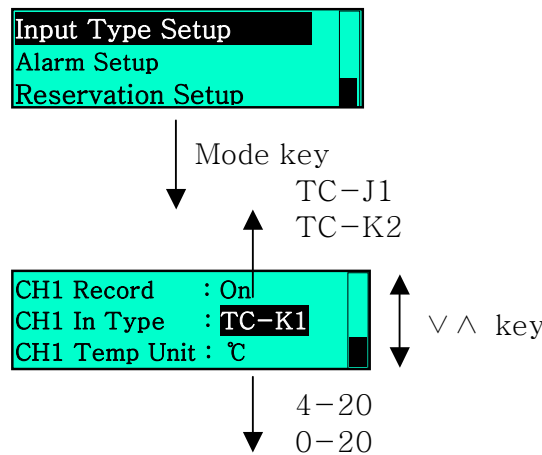 Input Type Setup
Alarm Setup
Reservation Setup
Mode key
TC-J1
TC-K2
CH1 Record : On
CH1 In Type : TC-K1
CH1 Temp Unit : ℃
∨∧ key
4-20
0-20